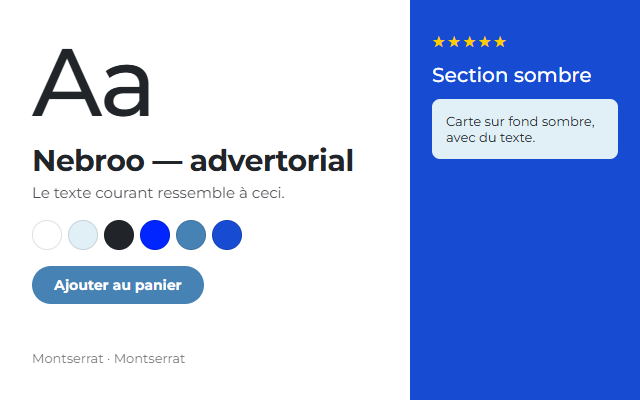 Aa
Nebroo — advertorial
Le texte courant ressemble à ceci.
Ajouter au panier
Montserrat · Montserrat
Section sombre
Carte sur fond sombre,
avec du texte.